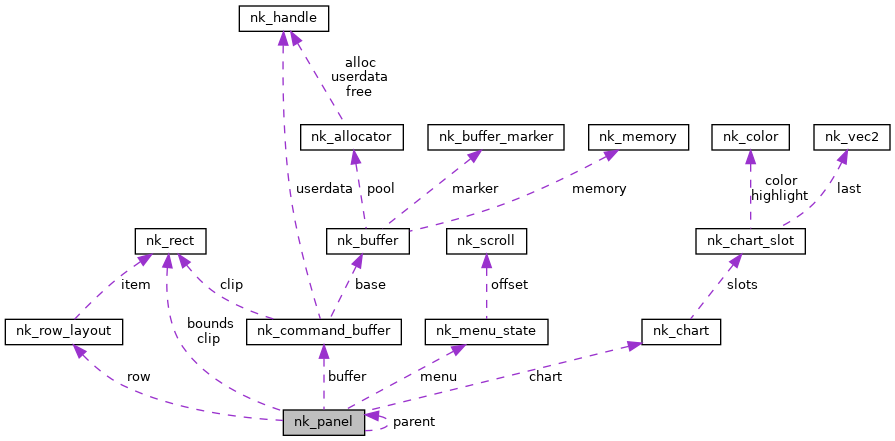 nk_handle
alloc
userdata
free
nk_allocator
nk_buffer_marker
nk_memory
nk_color
nk_vec2
userdata
pool
marker
memory
color
highlight
last
nk_rect
nk_buffer
nk_scroll
nk_chart_slot
item
clip
base
offset
slots
bounds
clip
nk_row_layout
nk_command_buffer
nk_menu_state
nk_chart
row
buffer
menu
chart
nk_panel
parent